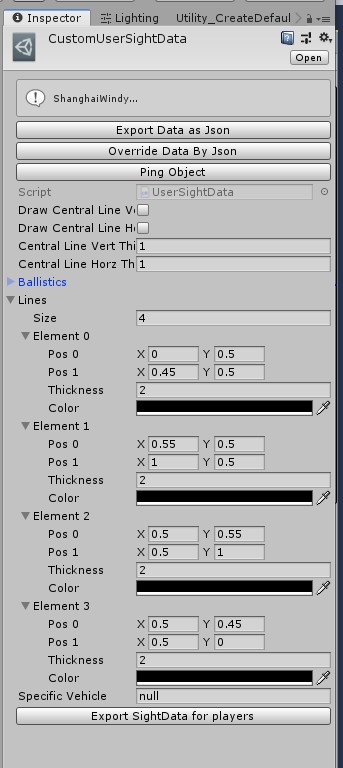 Inspector Lighting Utility_CreateDefaul
CustomUserSightData
Open
ShanghaiWindy...
Export Data as Json
Override Data By Json
Ping Object
Script UserSightData
Draw Central Line Ve
Draw Central Line Ho
Central Line Vert Thi 1
Central Line Horz Th 1
Ballistics
Lines
Size 4
Element 0
Pos 0 X 0 Y 0.5
Pos 1 X 0.45 Y 0.5
Thickness 2
Color
Element 1
Pos 0 X 0.55 Y 0.5
Pos 1 X 1 Y 0.5
Thickness 2
Color
Element 2
Pos 0 X 0.5 Y 0.55
Pos 1 X 0.5 Y 1
Thickness 2
Color
Element 3
Pos 0 X 0.5 Y 0.45
Pos 1 X 0.5 Y 0
Thickness 2
Color
Specific Vehicle null
Export SightData for players